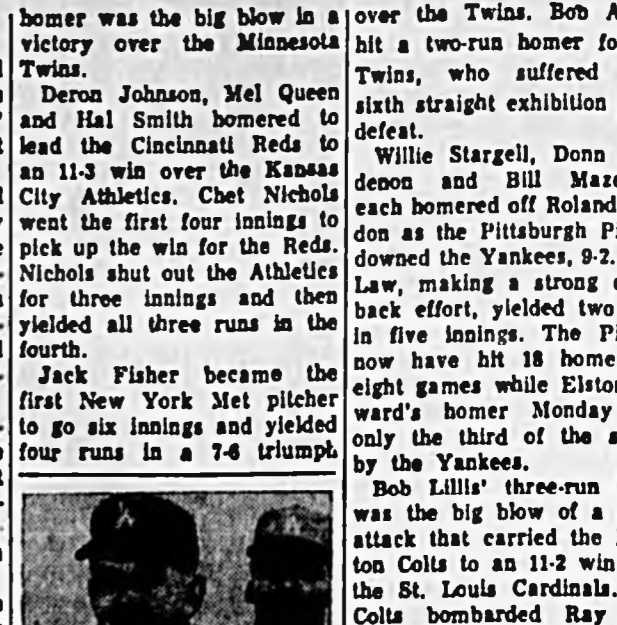 homer was the big blow in a
victory over the Minnesota
Twins.
Deron Johnson, Mel Queen
and Hal Smith homered to
lead the Cincinnati Reds to
an 11-3 win over the Kansas
City Athletics. Chet Nichols
went the first four innings to
pick up the win for the Reds.
Nichols shut out the Athletics
for three innings and then
yielded all three runs in the
fourth.
Jack Fisher became the
first New York Met pitcher
to go six innings and yielded
four runs in a 7-6 triumph
over the Twins. Bob A
hit a two-run homer fo
Twins, who suffered
sixth straight exhibition
defeat.
Willie Stargell, Donn
denon and Bill Maze
each homered off Roland
don as the Pittsburgh Pi
downed the Yankees, 9-2.
Law, making a strong c
back effort, yielded two
in five innings. The Pi
now have hit 18 home
eight games while Elston
ward's homer Monday
only the third of the s
by the Yankees.
Bob Lillis' three-run
was the big blow of a
attack that carried the
ton Colts to an 11-2 win
the St. Louis Cardinals.
Colts bombarded Ray